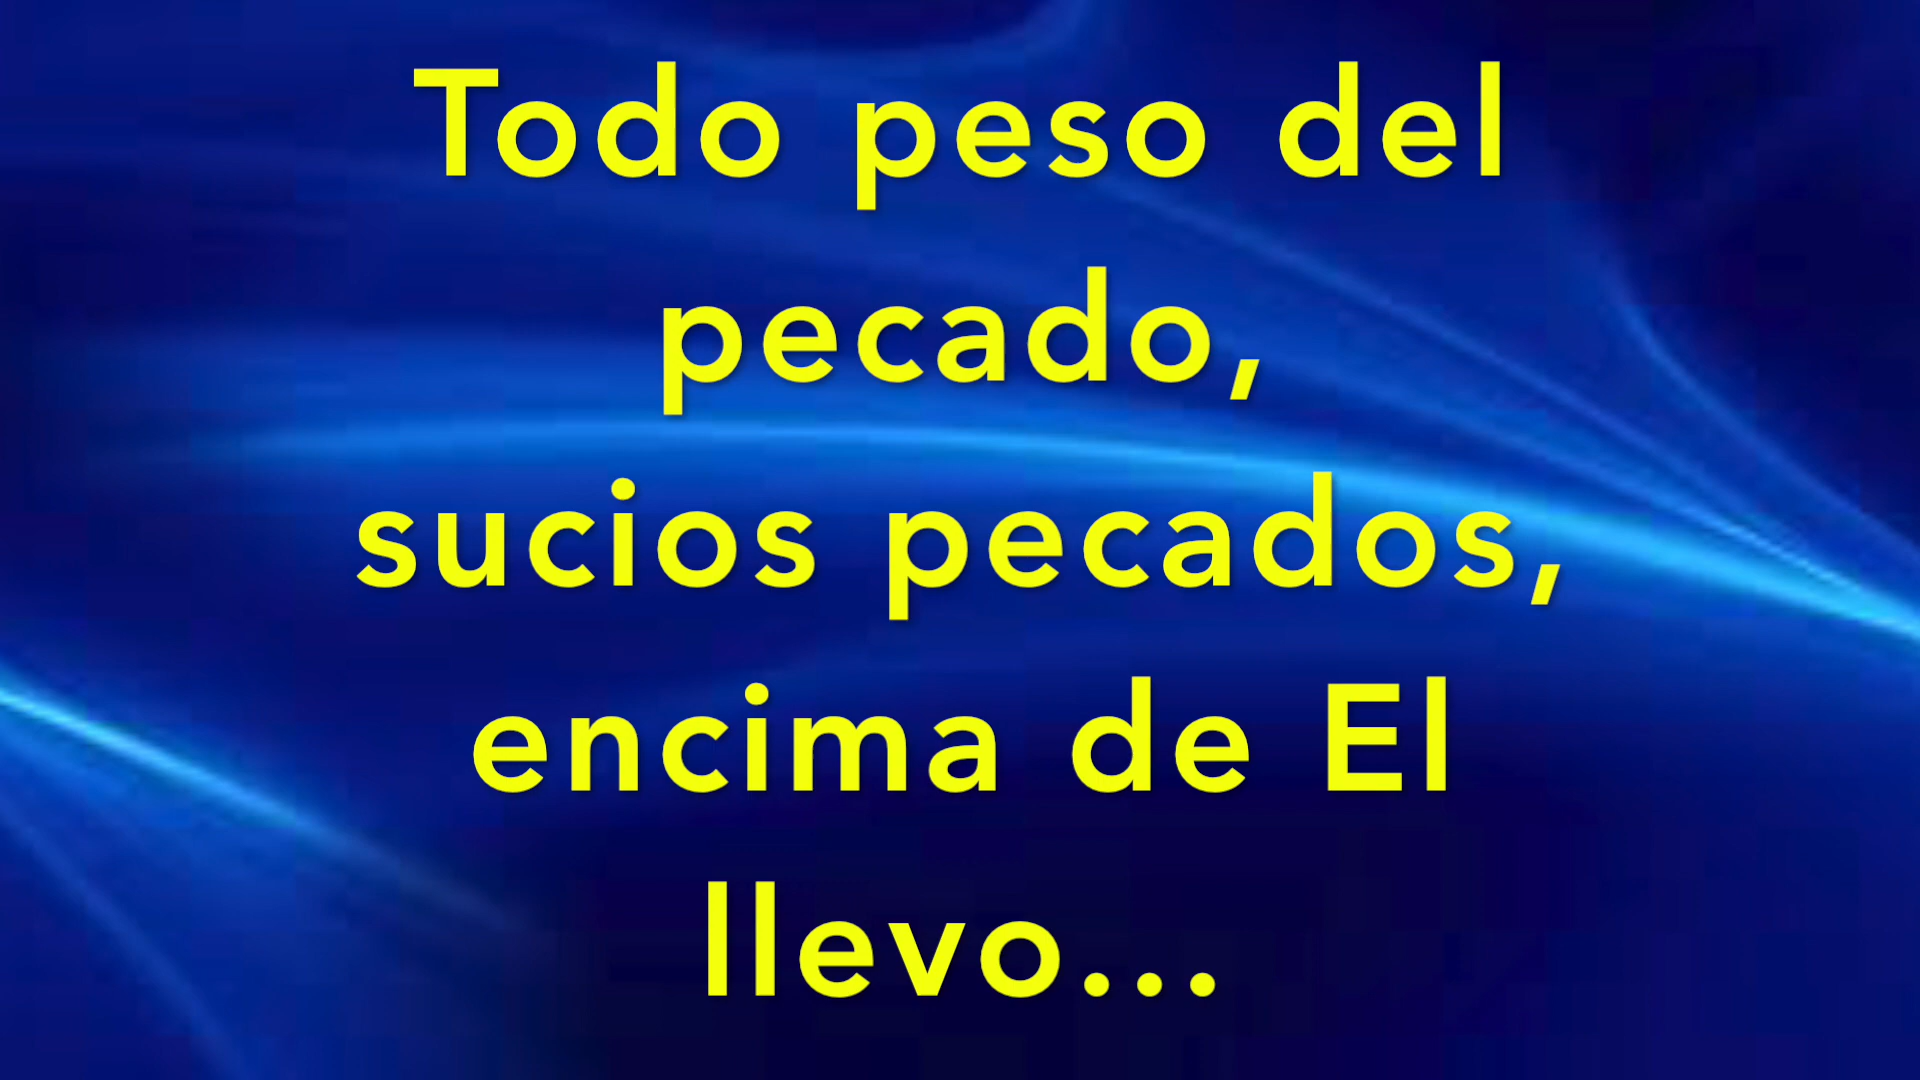 Todo peso del
pecado,
sucios pecados,
encima de El
llevo...